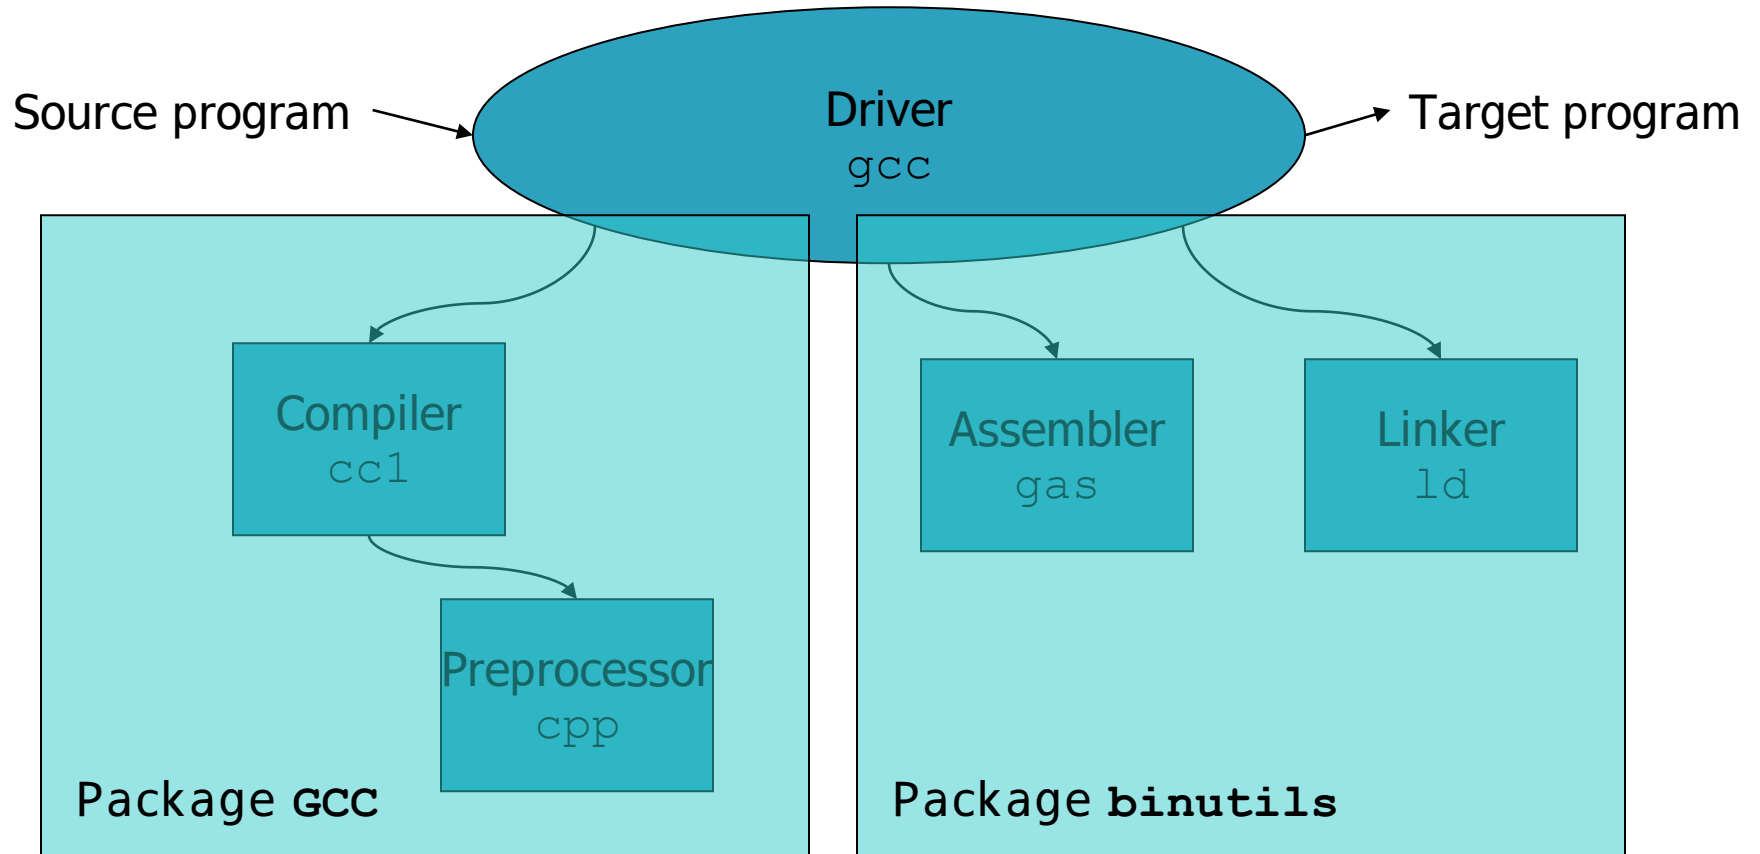 Source program
Driver
gcc
Target program
Compiler
cc1
Assembler
gas
Linker
ld
Preprocessor
cpp
Package GCC
Package binutils